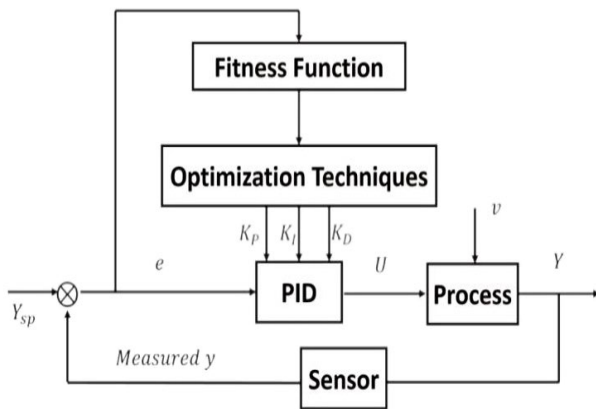 Fitness Function
Optimization Techniques
K_P K_I K_D
v
e
U
Y
Y_sp
PID
Process
Measured y
Sensor